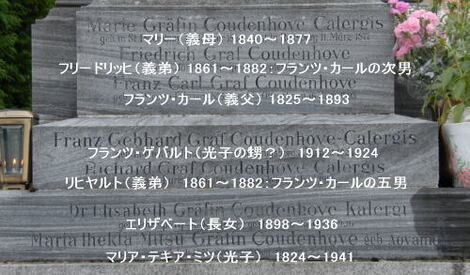 Marie Gräfin Coudenhove Calergis
マリー（義母） 1840～1877
Friedrich Graf Coudenhove
フリードリッヒ（義弟） 1861～1882：フランツ・カールの次男
Franz Carl Graf Coudenhove
フランツ・カール（義父） 1825～1893
Franz Gebhard Graf Coudenhove-Calergis
フランツ・ゲバルト（光子の甥？） 1912～1924
Richard Graf Coudenhove
リヒヤルト（義弟） 1861～1882：フランツ・カールの五男
Dr Elisabeth Gräfin Coudenhove Kalergi
エリザベート（長女） 1898～1936
Maria Thekla Mitsu Gräfin Coudenhove geb Aoyama
マリア・テキア・ミツ（光子） 1824～1941